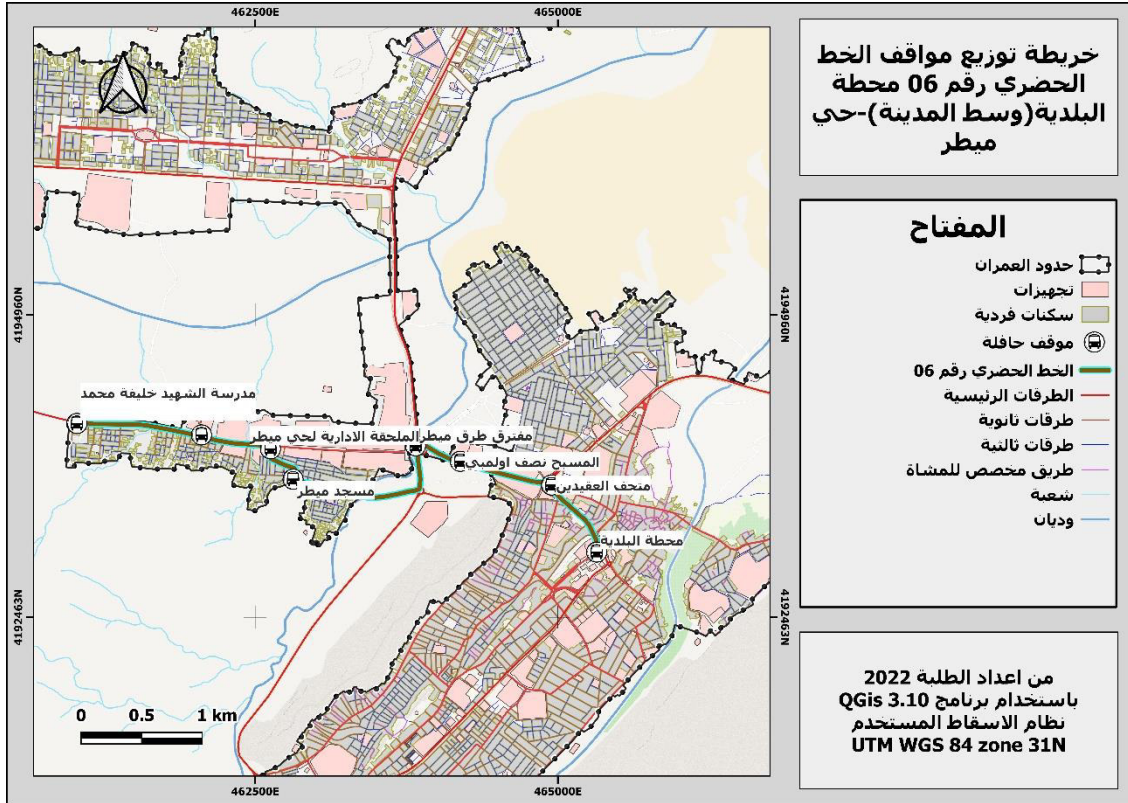 462500E
465000E
4194960N
4194960N
4192463N
4192463N
مدرسة الشهيد خليفة محمد
مفترق طرق ميطر
الملحقة الادارية لحي ميطر
المسبح نصف اولمبي
متحف العقيدين
مسجد ميطر
محطة البلدية
0 0.5 1 km
462500E
465000E
خريطة توزيع مواقف الخط
الحضري رقم 06 محطة
البلدية(وسط المدينة)-حي
ميطر
المفتاح
حدود العمران
تجهيزات
سكنات فردية
موقف حافلة
الخط الحضري رقم 06
الطرقات الرئيسية
طرقات ثانوية
طرقات ثالثية
طريق مخصص للمشاة
شعبة
وديان
من اعداد الطلبة 2022
باستخدام برنامج QGis 3.10
نظام الاسقاط المستخدم
UTM WGS 84 zone 31N